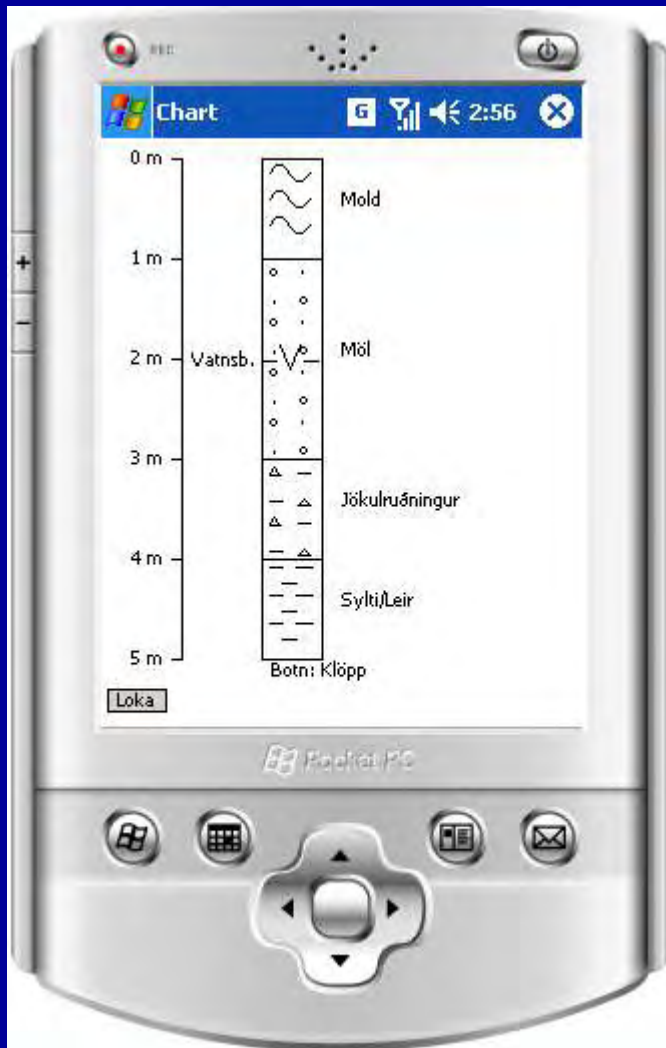 REC
Chart G 2:56
0 m
Mold
1 m
2 m Vatnsb. Möl
3 m
Jökulruðningur
4 m
Sylti/Leir
5 m
Botn: Klöpp
Loka
Pocket PC
+
−